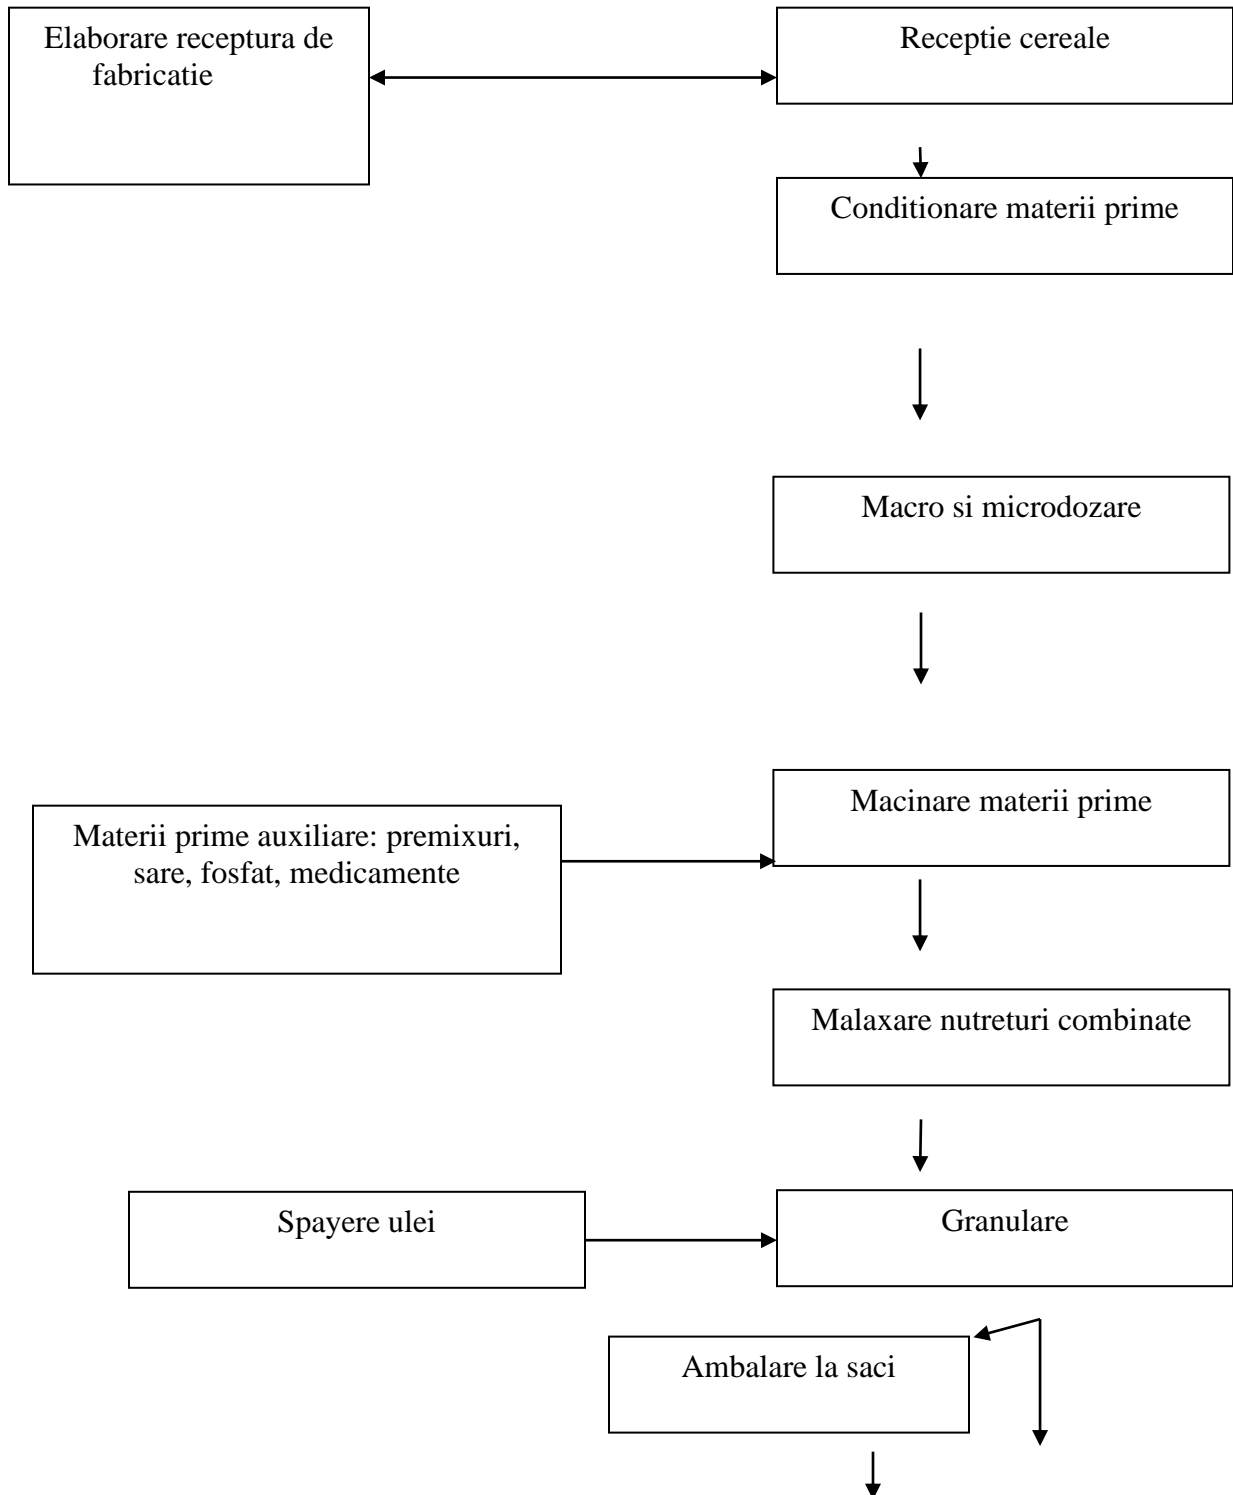 Elaborare receptura de
fabricatie
Receptie cereale
Conditionare materii prime
Macro si microdozare
Macinare materii prime
Materii prime auxiliare: premixuri,
sare, fosfat, medicamente
Malaxare nutreturi combinate
Spayere ulei
Granulare
Ambalare la saci